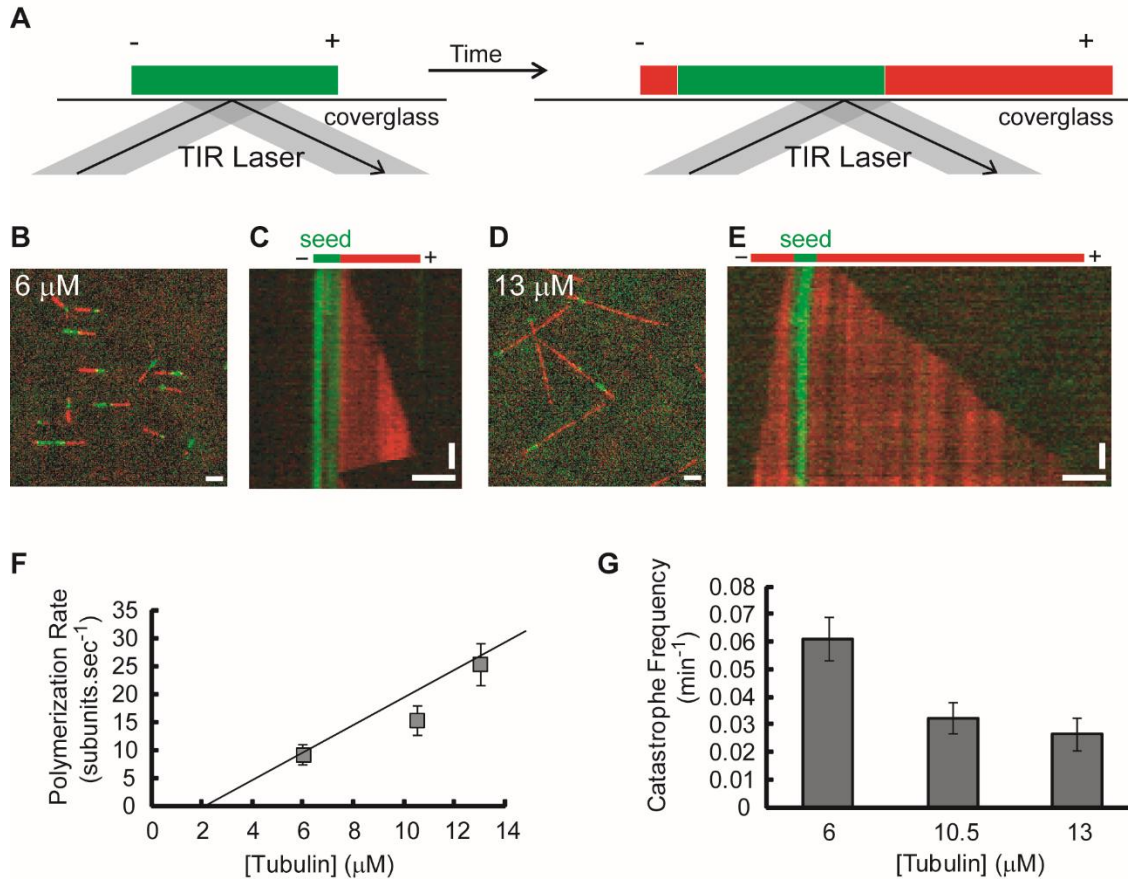 A
- +
Time
- +
coverglass
TIR Laser
coverglass
TIR Laser
B
6 μM
C
seed
– +
D
13 μM
E
seed
– +
F
Polymerization Rate
(subunits.sec⁻¹)
35
30
25
20
15
10
5
0
0 2 4 6 8 10 12 14
[Tubulin] (μM)
G
Catastrophe Frequency
(min⁻¹)
0.08
0.07
0.06
0.05
0.04
0.03
0.02
0.01
0
6 10.5 13
[Tubulin] (μM)